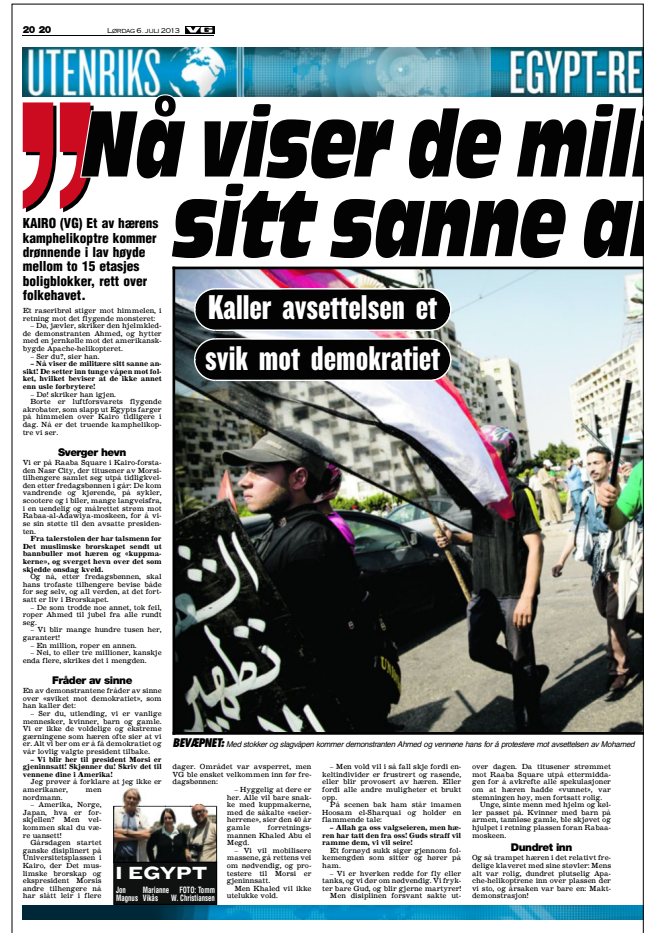 20 20
LØRDAG 6. JULI 2013 VG
UTENRIKS
EGYPT-RE
Nå viser de mili
sitt sanne an
KAIRO (VG) Et av hærens
kamphelikoptre kommer
drønnende i lav høyde
mellom to 15 etasjes
boligblokker, rett over
folkehavet.
Et raseribrøl stiger mot himmelen, i
retning mot det flygende monsteret:
– Dø, jævler, skriker den hjelmkled-
de demonstranten Ahmed, og hytter
med en jernkølle mot det amerikansk-
bygde Apache-helikopteret.
– Ser du?, sier han.
– Nå viser de militære sitt sanne an-
sikt! De setter inn tunge våpen mot fol-
ket, hvilket beviser at de ikke annet
enn usle forbrytere!
– Dø! skriker han igjen.
Borte er luftforsvarets flygende
akrobater, som slapp ut Egypts farger
på himmelen over Kairo tidligere i
dag. Nå er det truende kamphelikop-
tre vi ser.
Sverger hevn
Vi er på Raaba Square i Kairo-forsta-
den Nasr City, der titusener av Morsi-
tilhengere samlet seg utpå tidligkvel-
den etter fredagsbønnen i går: De kom
vandrende og kjørende, på sykler,
scootere og i biler, mange langveisfra,
i en uendelig og målrettet strøm mot
Rabaa-al-Adawiya-moskeen, for å vi-
se sin støtte til den avsatte presiden-
ten.
Fra talerstolen der har talsmenn for
Det muslimske brorskapet sendt ut
bannbuller mot hæren og «kuppma-
kerne», og sverget hevn over det som
skjedde onsdag kveld.
Og nå, etter fredagsbønnen, skal
hans trofaste tilhengere bevise både
for seg selv, og all verden, at det fort-
satt er liv i Brorskapet.
– De som trodde noe annet, tok feil,
roper Ahmed til jubel fra alle rundt
seg.
– Vi blir mange hundre tusen her,
garantert!
– En million, roper en annen.
– Nei, to eller tre millioner, kanskje
enda flere, skrikes det i mengden.
Fråder av sinne
En av demonstrantene fråder av sinne
over «sviket mot demokratiet», som
han kaller det:
– Ser du, utlending, vi er vanlige
mennesker, kvinner, barn og gamle.
Vi er ikke de voldelige og ekstreme
gærningene som hæren ofte sier at vi
er. Alt vi ber om er å få demokratiet og
vår lovlig valgte president tilbake.
– Vi blir her til president Morsi er
gjeninnsatt! Skjønner du! Skriv det til
vennene dine i Amerika!
Jeg prøver å forklare at jeg ikke er
amerikaner, men
nordmann.
– Amerika, Norge,
Japan, hva er for-
skjellen? Men vel-
kommen skal du væ-
re uansett!
Gårsdagen startet
ganske disiplinert på
Universitetsplassen i
Kairo, der Det mus-
limske brorskap og
ekspresident Morsis
andre tilhengere nå
har slått leir i flere
Kaller avsettelsen et
svik mot demokratiet
BEVÆPNET: Med stokker og slagvåpen kommer demonstranten Ahmed og vennene hans for å protestere mot avsettelsen av Mohamed
dager. Området var avsperret, men
VG ble ønsket velkommen inn før fre-
dagsbønnen:
– Hyggelig at dere er
her. Alle vil bare snak-
ke med kuppmakerne,
med de såkalte «seier-
herrene», sier den 40 år
gamle forretnings-
mannen Khaled Abu el
Megd.
– Vi vil mobilisere
massene, gå rettens vei
om nødvendig, og pro-
testere til Morsi er
gjeninnsatt.
Men Khaled vil ikke
utelukke vold.
I EGYPT
Jon
Magnus
Marianne
Vikås
FOTO: Tomm
W. Christiansen
– Men vold vil i så fall skje fordi en-
keltindivider er frustrert og rasende,
eller blir provosert av hæren. Eller
fordi alle andre muligheter er brukt
opp.
På scenen bak ham står imamen
Hoosam el-Sharquai og holder en
flammende tale:
– Allah ga oss valgseieren, men hæ-
ren har tatt den fra oss! Guds straff vil
ramme dem, vi vil seire!
Et fornøyd sukk siger gjennom fol-
kemengden som sitter og hører på
ham.
– Vi er hverken redde for fly eller
tanks, og vi dør om nødvendig. Vi fryk-
ter bare Gud, og blir gjerne martyrer!
Men disiplinen forsvant sakte ut-
over dagen. Da titusener strømmet
mot Raaba Square utpå ettermidda-
gen for å avkrefte alle spekulasjoner
om at hæren hadde «vunnet», var
stemningen høy, men fortsatt rolig.
Unge, sinte menn med hjelm og køl-
ler passet på. Kvinner med barn på
armen, tannløse gamle, ble skjøvet og
hjulpet i retning plassen foran Rabaa-
moskeen.
Dundret inn
Og så trampet hæren i det relativt fre-
delige klaveret med sine støvler: Mens
alt var rolig, dundret plutselig Apa-
che-helikoptrene inn over plassen der
vi sto, og årsaken var bare en: Makt-
demonstrasjon!